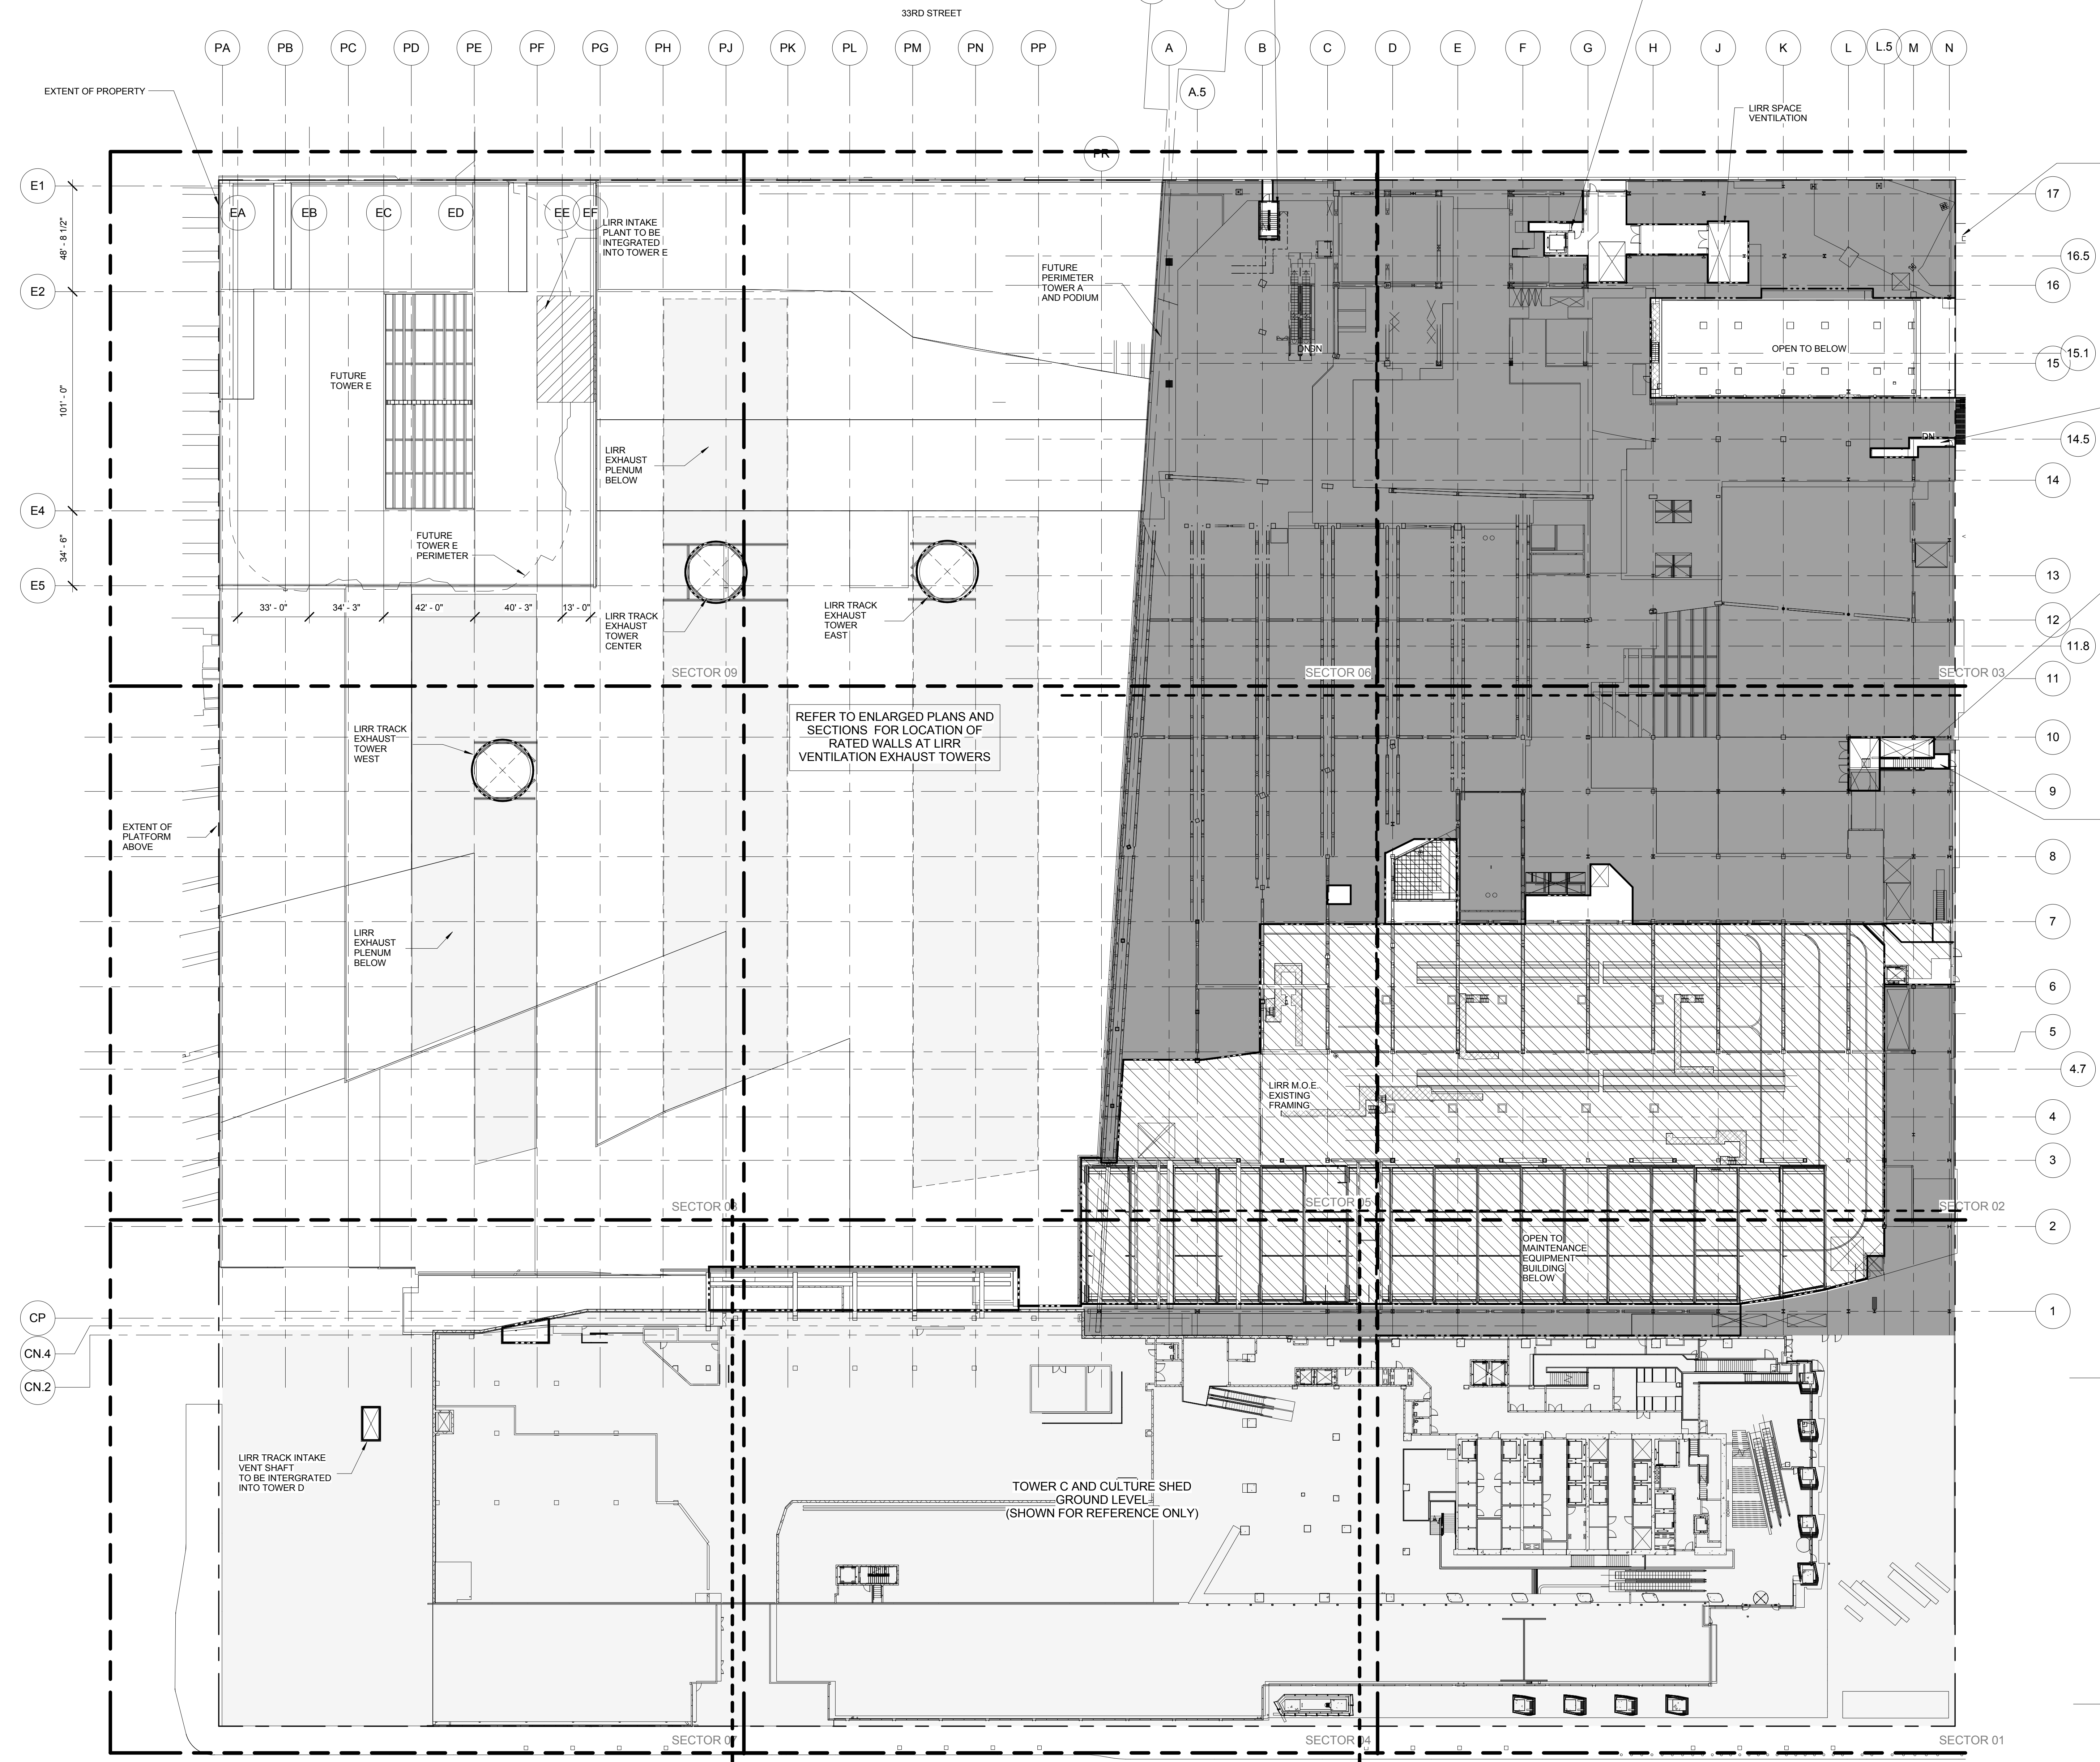 33RD STREET
PA
PB
PC
PD
PE
PF
PG
PH
PJ
PK
PL
PM
PN
PP
A
B
C
D
E
F
G
H
J
K
L
L.5
M
N
A.5
PR
EXTENT OF PROPERTY
LIRR SPACE
VENTILATION
E1
E2
E4
E5
48' - 8 1/2"
101' - 0"
34' - 6"
EA
EB
EC
ED
EE
EF
LIRR INTAKE
PLANT TO BE
INTEGRATED
INTO TOWER E
FUTURE
PERIMETER
TOWER A
AND PODIUM
17
16.5
16
15.1
15
14.5
14
13
12
11.8
11
10
9
8
7
6
5
4.7
4
3
2
1
DN
DN
OPEN TO BELOW
DN
FUTURE
TOWER E
LIRR
EXHAUST
PLENUM
BELOW
FUTURE
TOWER E
PERIMETER
33' - 0"
34' - 3"
42' - 0"
40' - 3"
13' - 0"
LIRR TRACK
EXHAUST
TOWER
CENTER
LIRR TRACK
EXHAUST
TOWER
EAST
SECTOR 09
SECTOR 06
SECTOR 03
LIRR TRACK
EXHAUST
TOWER
WEST
REFER TO ENLARGED PLANS AND
SECTIONS FOR LOCATION OF
RATED WALLS AT LIRR
VENTILATION EXHAUST TOWERS
EXTENT OF
PLATFORM
ABOVE
LIRR
EXHAUST
PLENUM
BELOW
LIRR M.O.E.
EXISTING
FRAMING
SECTOR 08
SECTOR 05
SECTOR 02
OPEN TO
MAINTENANCE
EQUIPMENT
BUILDING
BELOW
CP
CN.4
CN.2
LIRR TRACK INTAKE
VENT SHAFT
TO BE INTERGRATED
INTO TOWER D
TOWER C AND CULTURE SHED
GROUND LEVEL
(SHOWN FOR REFERENCE ONLY)
SECTOR 07
SECTOR 04
SECTOR 01